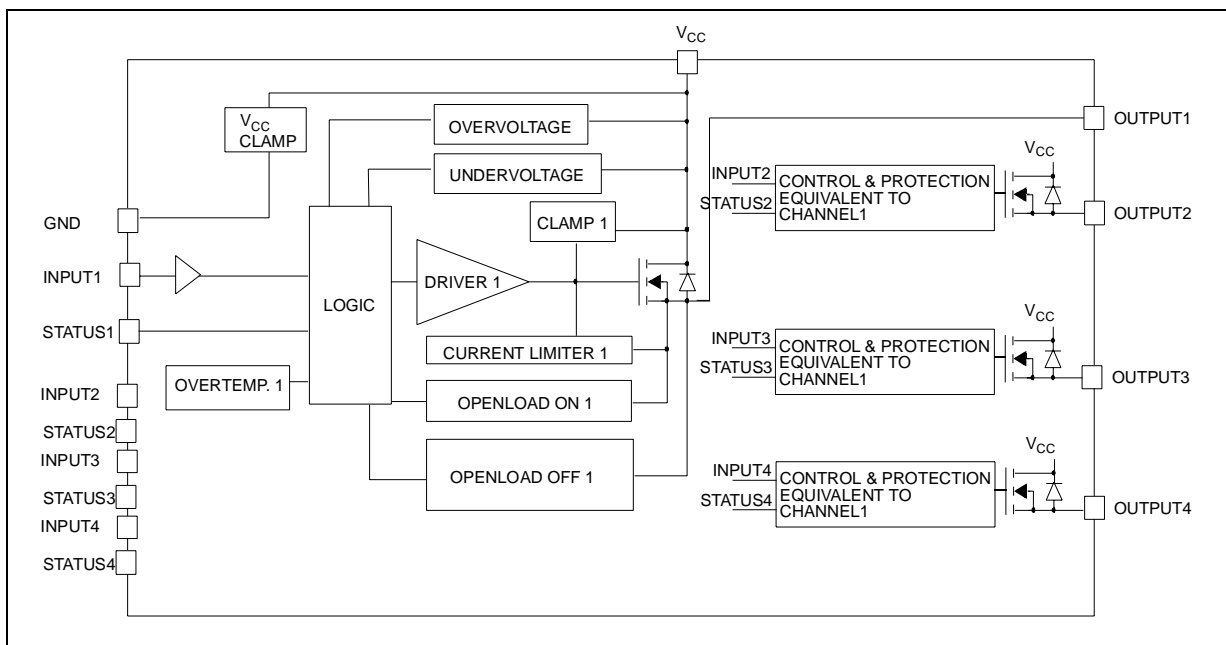 VCC
VCC
CLAMP
OVERVOLTAGE
UNDERVOLTAGE
CLAMP 1
GND
INPUT1
STATUS1
INPUT2
STATUS2
INPUT3
STATUS3
INPUT4
STATUS4
LOGIC
DRIVER 1
CURRENT LIMITER 1
OVERTEMP. 1
OPENLOAD ON 1
OPENLOAD OFF 1
OUTPUT1
VCC
INPUT2
STATUS2
CONTROL & PROTECTION
EQUIVALENT TO
CHANNEL1
OUTPUT2
VCC
INPUT3
STATUS3
CONTROL & PROTECTION
EQUIVALENT TO
CHANNEL1
OUTPUT3
VCC
INPUT4
STATUS4
CONTROL & PROTECTION
EQUIVALENT TO
CHANNEL1
OUTPUT4